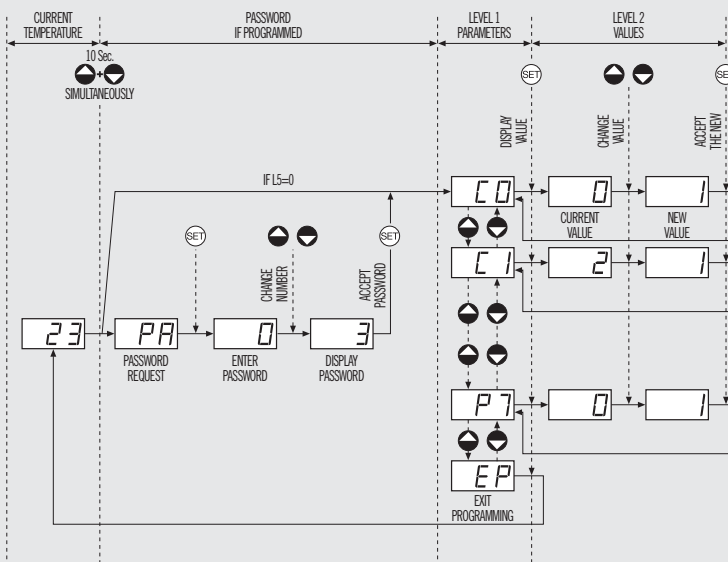 CURRENT
TEMPERATURE
PASSWORD
IF PROGRAMMED
LEVEL 1
PARAMETERS
LEVEL 2
VALUES
10 Sec.
+
SIMULTANEOUSLY
SET
DISPLAY
VALUE
CHANGE
VALUE
ACCEPT
THE NEW
IF L5=0
C0
0
1
CURRENT
VALUE
NEW
VALUE
SET
CHANGE
NUMBER
SET
ACCEPT
PASSWORD
C1
2
1
23
PA
0
3
PASSWORD
REQUEST
ENTER
PASSWORD
DISPLAY
PASSWORD
P7
0
1
EP
EXIT
PROGRAMMING